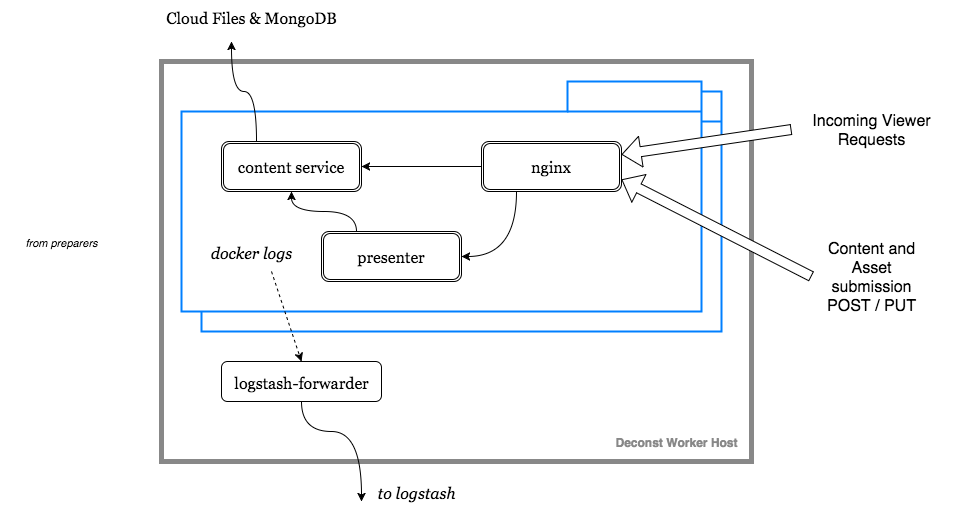 Cloud Files & MongoDB
Incoming Viewer
Requests
content service
nginx
from preparers
docker logs
presenter
Content and
Asset
submission
POST / PUT
logstash-forwarder
Deconst Worker Host
to logstash